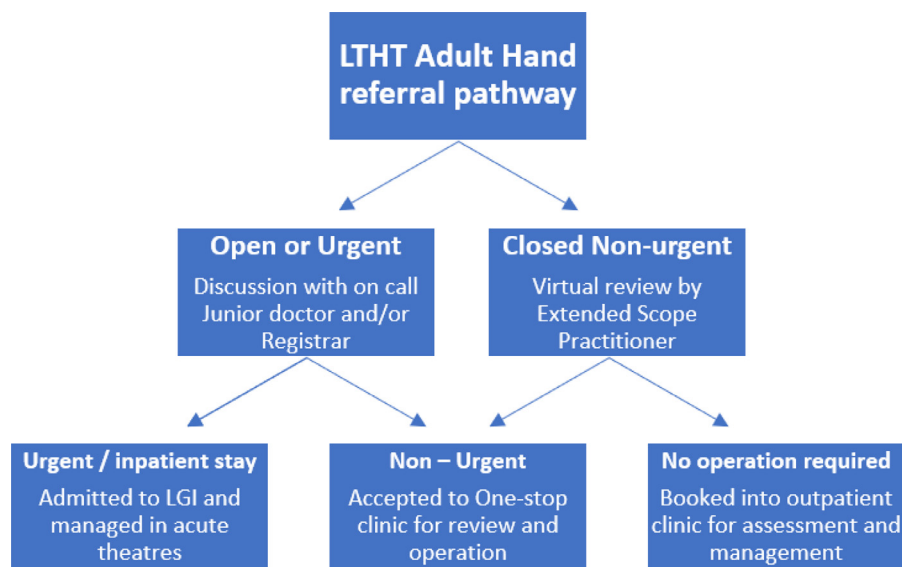 LTHT Adult Hand
referral pathway
Open or Urgent
Discussion with on call
Junior doctor and/or
Registrar
Closed Non-urgent
Virtual review by
Extended Scope
Practitioner
Urgent / inpatient stay
Admitted to LGI and
managed in acute
theatres
Non – Urgent
Accepted to One-stop
clinic for review and
operation
No operation required
Booked into outpatient
clinic for assessment and
management